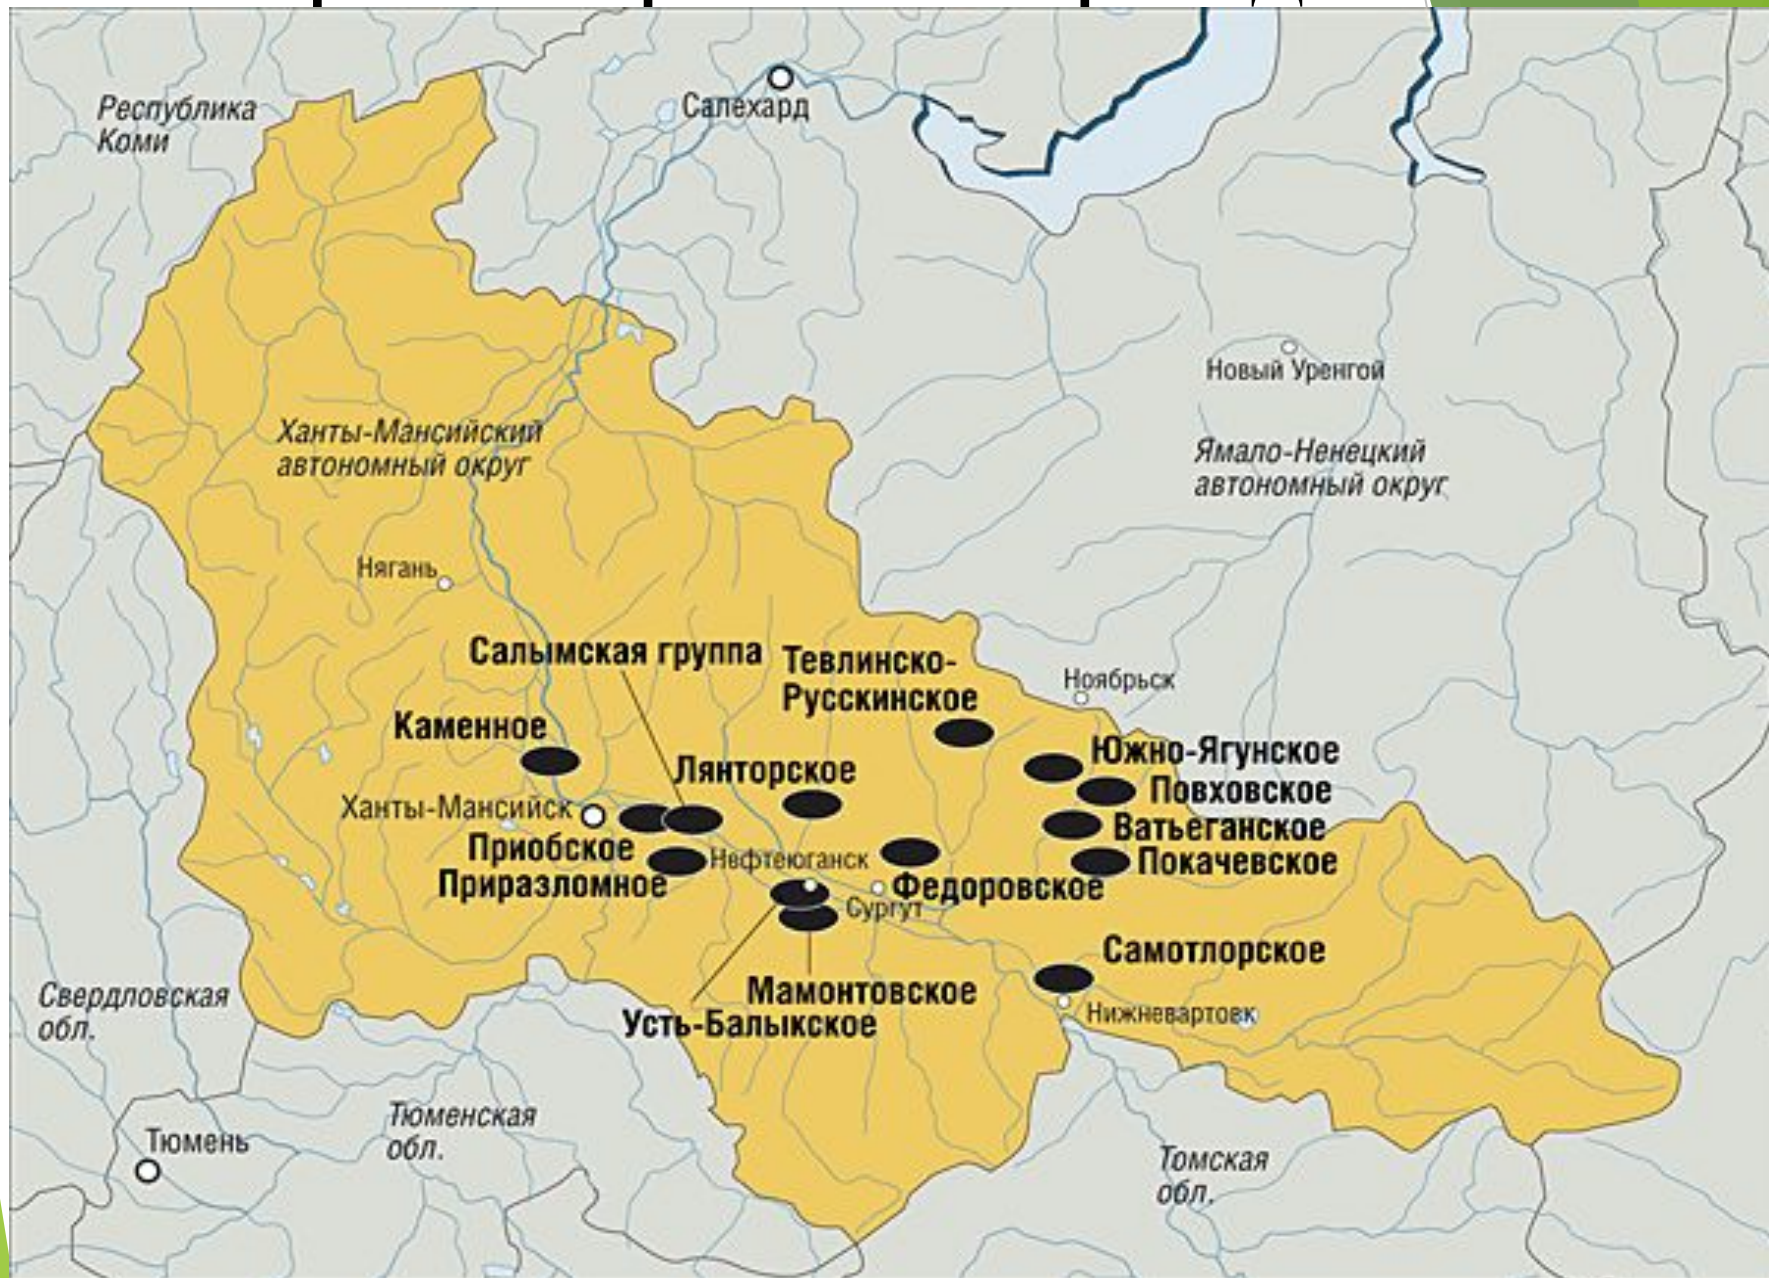 Республика
Коми
Салехард
Новый Уренгой
Ханты-Мансийский
автономный округ
Ямало-Ненецкий
автономный округ
Нягань
Салымская группа
Тевлинско-
Русскинское
Ноябрьск
Каменное
Южно-Ягунское
Лянторское
Повховское
Ханты-Мансийск
Ватьеганское
Приобское
Нефтеюганск
Покачевское
Приразломное
Федоровское
Сургут
Самотлорское
Мамонтовское
Свердловская
обл.
Усть-Балыкское
Нижневартовк
Тюменская
обл.
Тюмень
Томская
обл.